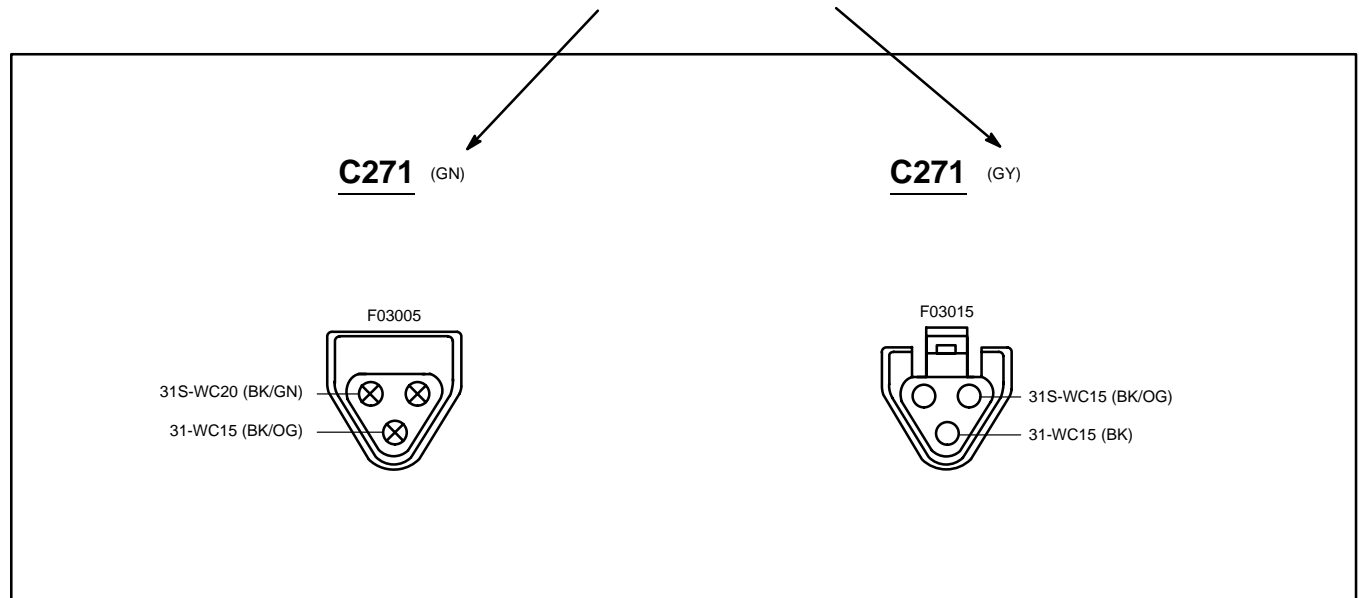 C271 (GN)
C271 (GY)
F03005
F03015
31S-WC20 (BK/GN)
31-WC15 (BK/OG)
31S-WC15 (BK/OG)
31-WC15 (BK)